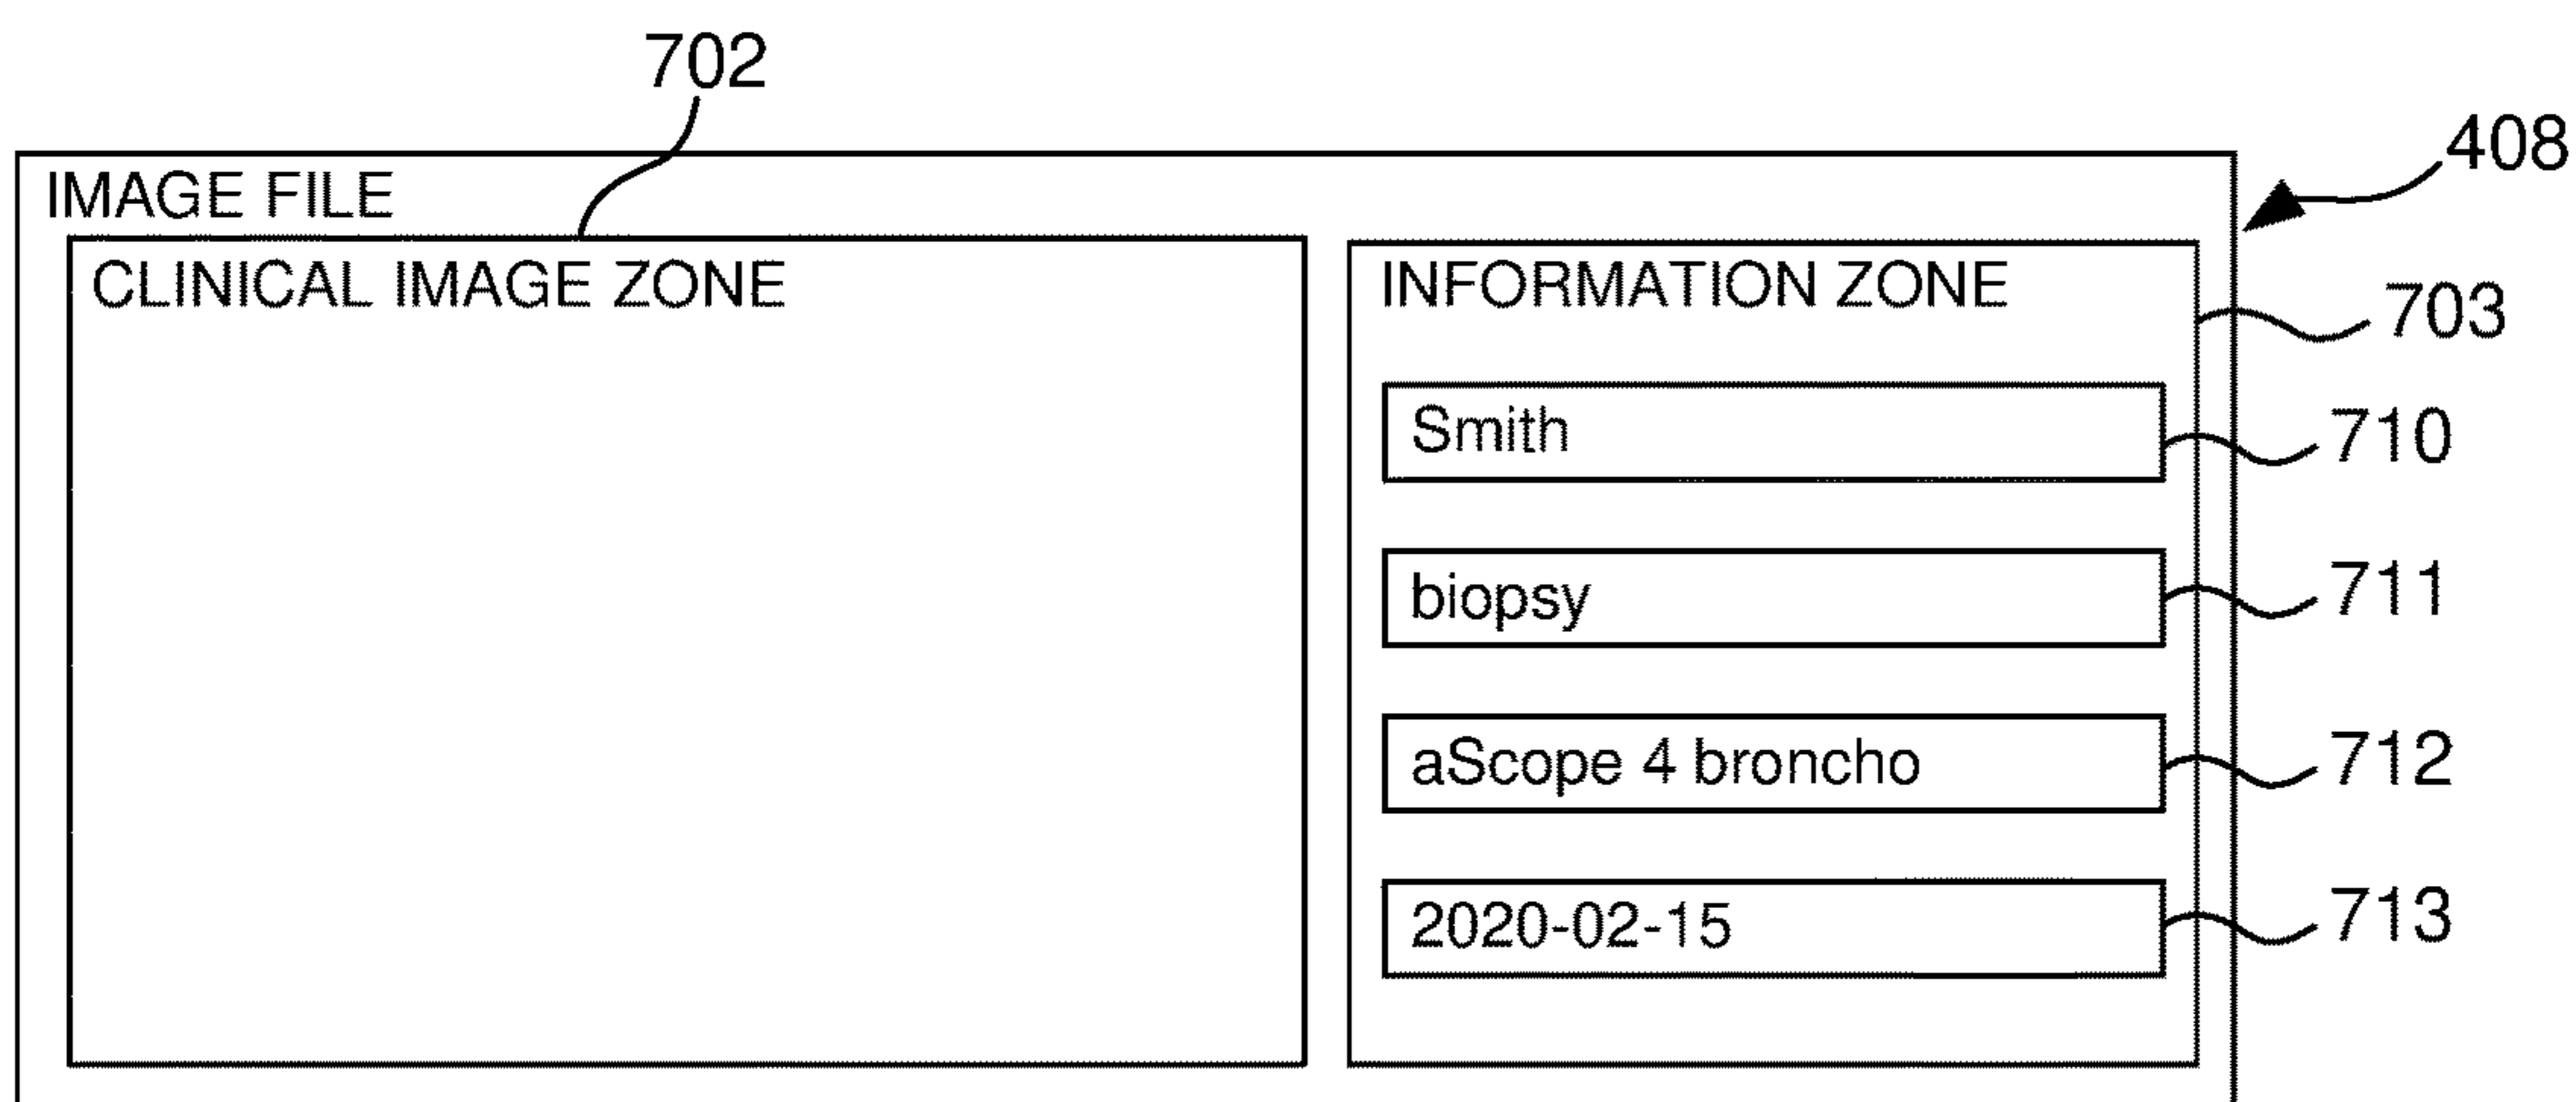 702
408
IMAGE FILE
CLINICAL IMAGE ZONE
INFORMATION ZONE
703
Smith
710
biopsy
711
aScope 4 broncho
712
2020-02-15
713